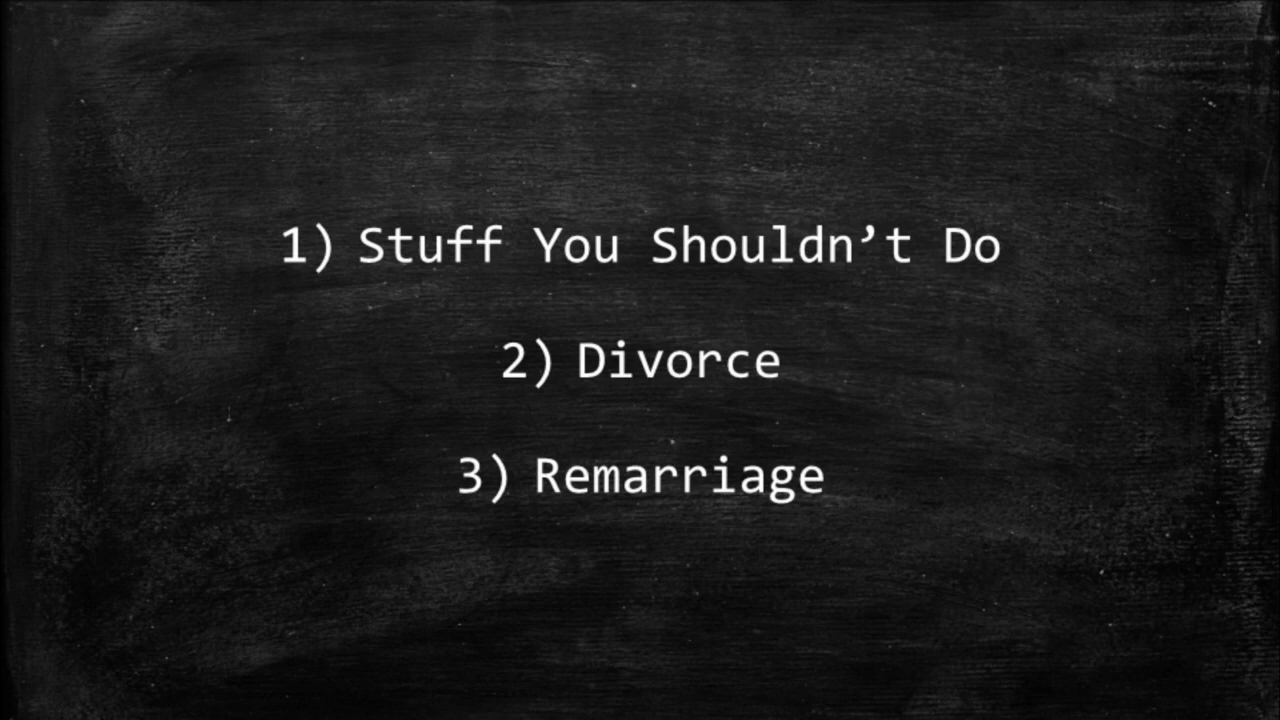 1) Stuff You Shouldn’t Do
2) Divorce
3) Remarriage